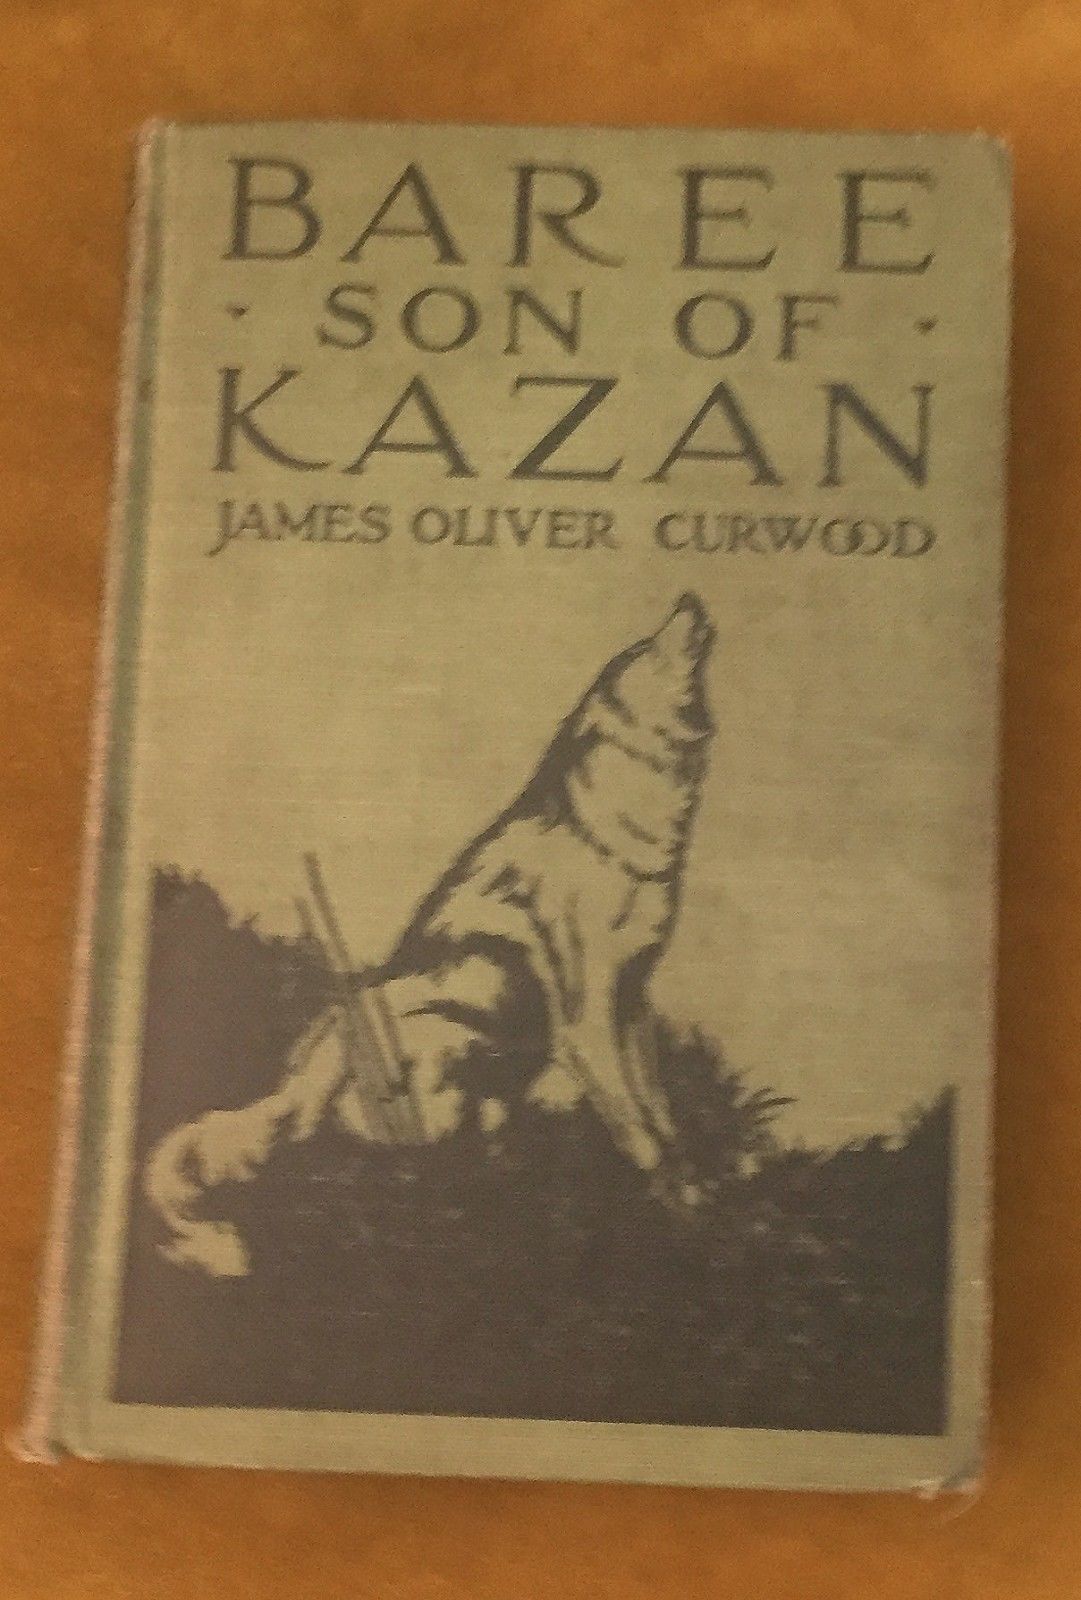 BAREE
· SON OF ·
KAZAN
JAMES OLIVER CURWOOD